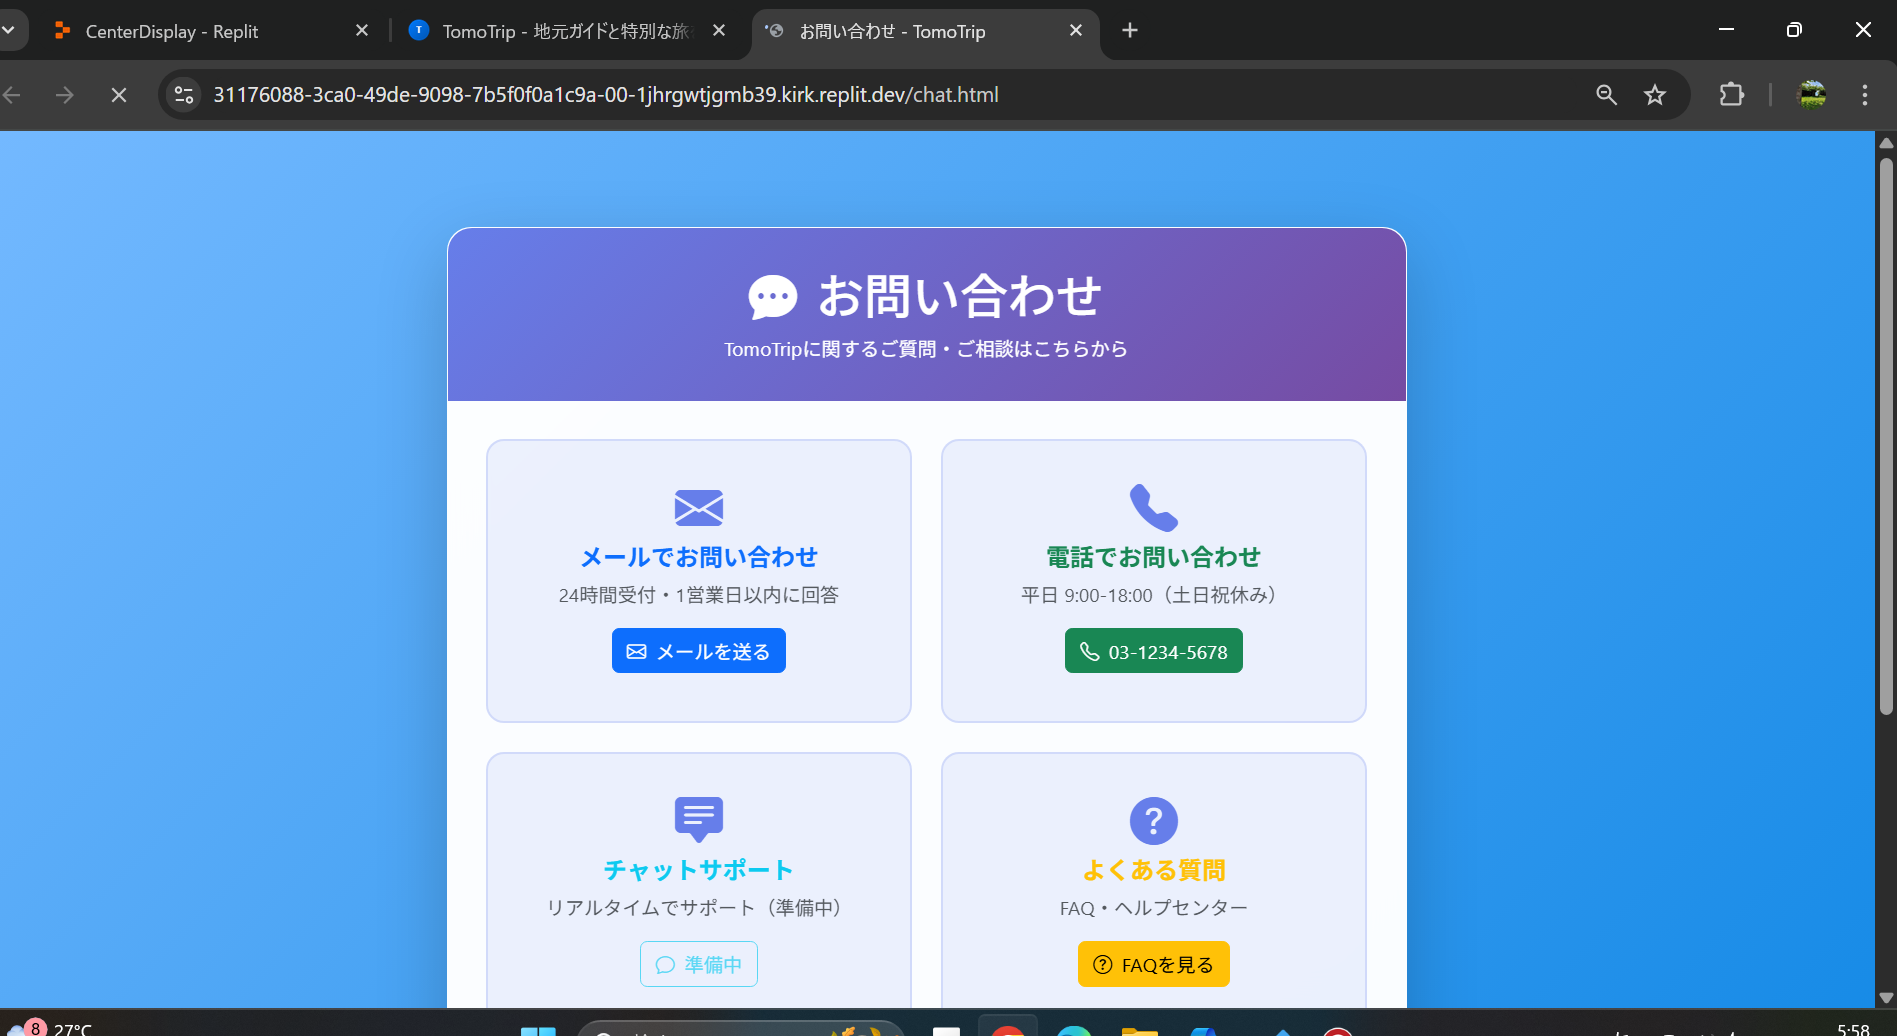 CenterDisplay - Replit
TomoTrip - 地元ガイドと特別な旅
お問い合わせ - TomoTrip
31176088-3ca0-49de-9098-7b5f0f0a1c9a-00-1jhrgwtjgmb39.kirk.replit.dev/chat.html
お問い合わせ
TomoTripに関するご質問・ご相談はこちらから
メールでお問い合わせ
24時間受付・1営業日以内に回答
メールを送る
電話でお問い合わせ
平日 9:00-18:00（土日祝休み）
03-1234-5678
チャットサポート
リアルタイムでサポート（準備中）
準備中
よくある質問
FAQ・ヘルプセンター
FAQを見る
8
27°C
5:58